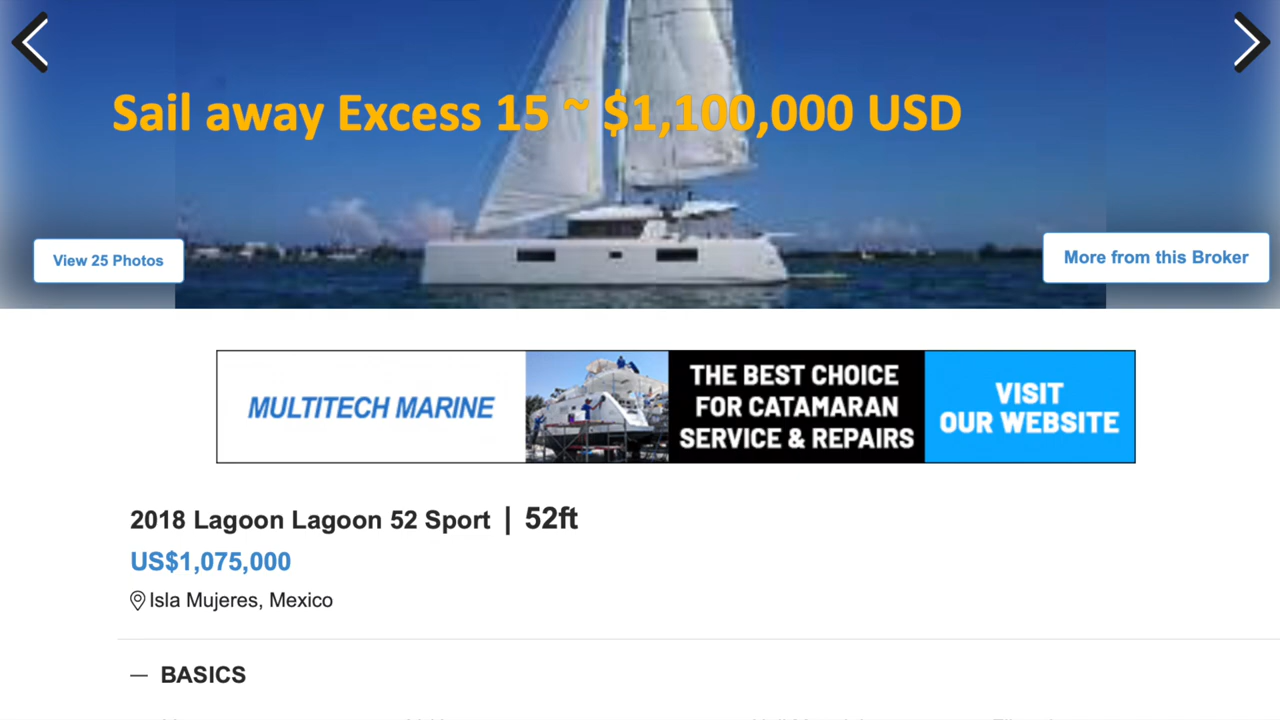 Sail away Excess 15 ~ $1,100,000 USD
View 25 Photos
More from this Broker
MULTITECH MARINE
THE BEST CHOICE
FOR CATAMARAN
SERVICE & REPAIRS
VISIT
OUR WEBSITE
2018 Lagoon Lagoon 52 Sport | 52ft
US$1,075,000
Isla Mujeres, Mexico
— BASICS